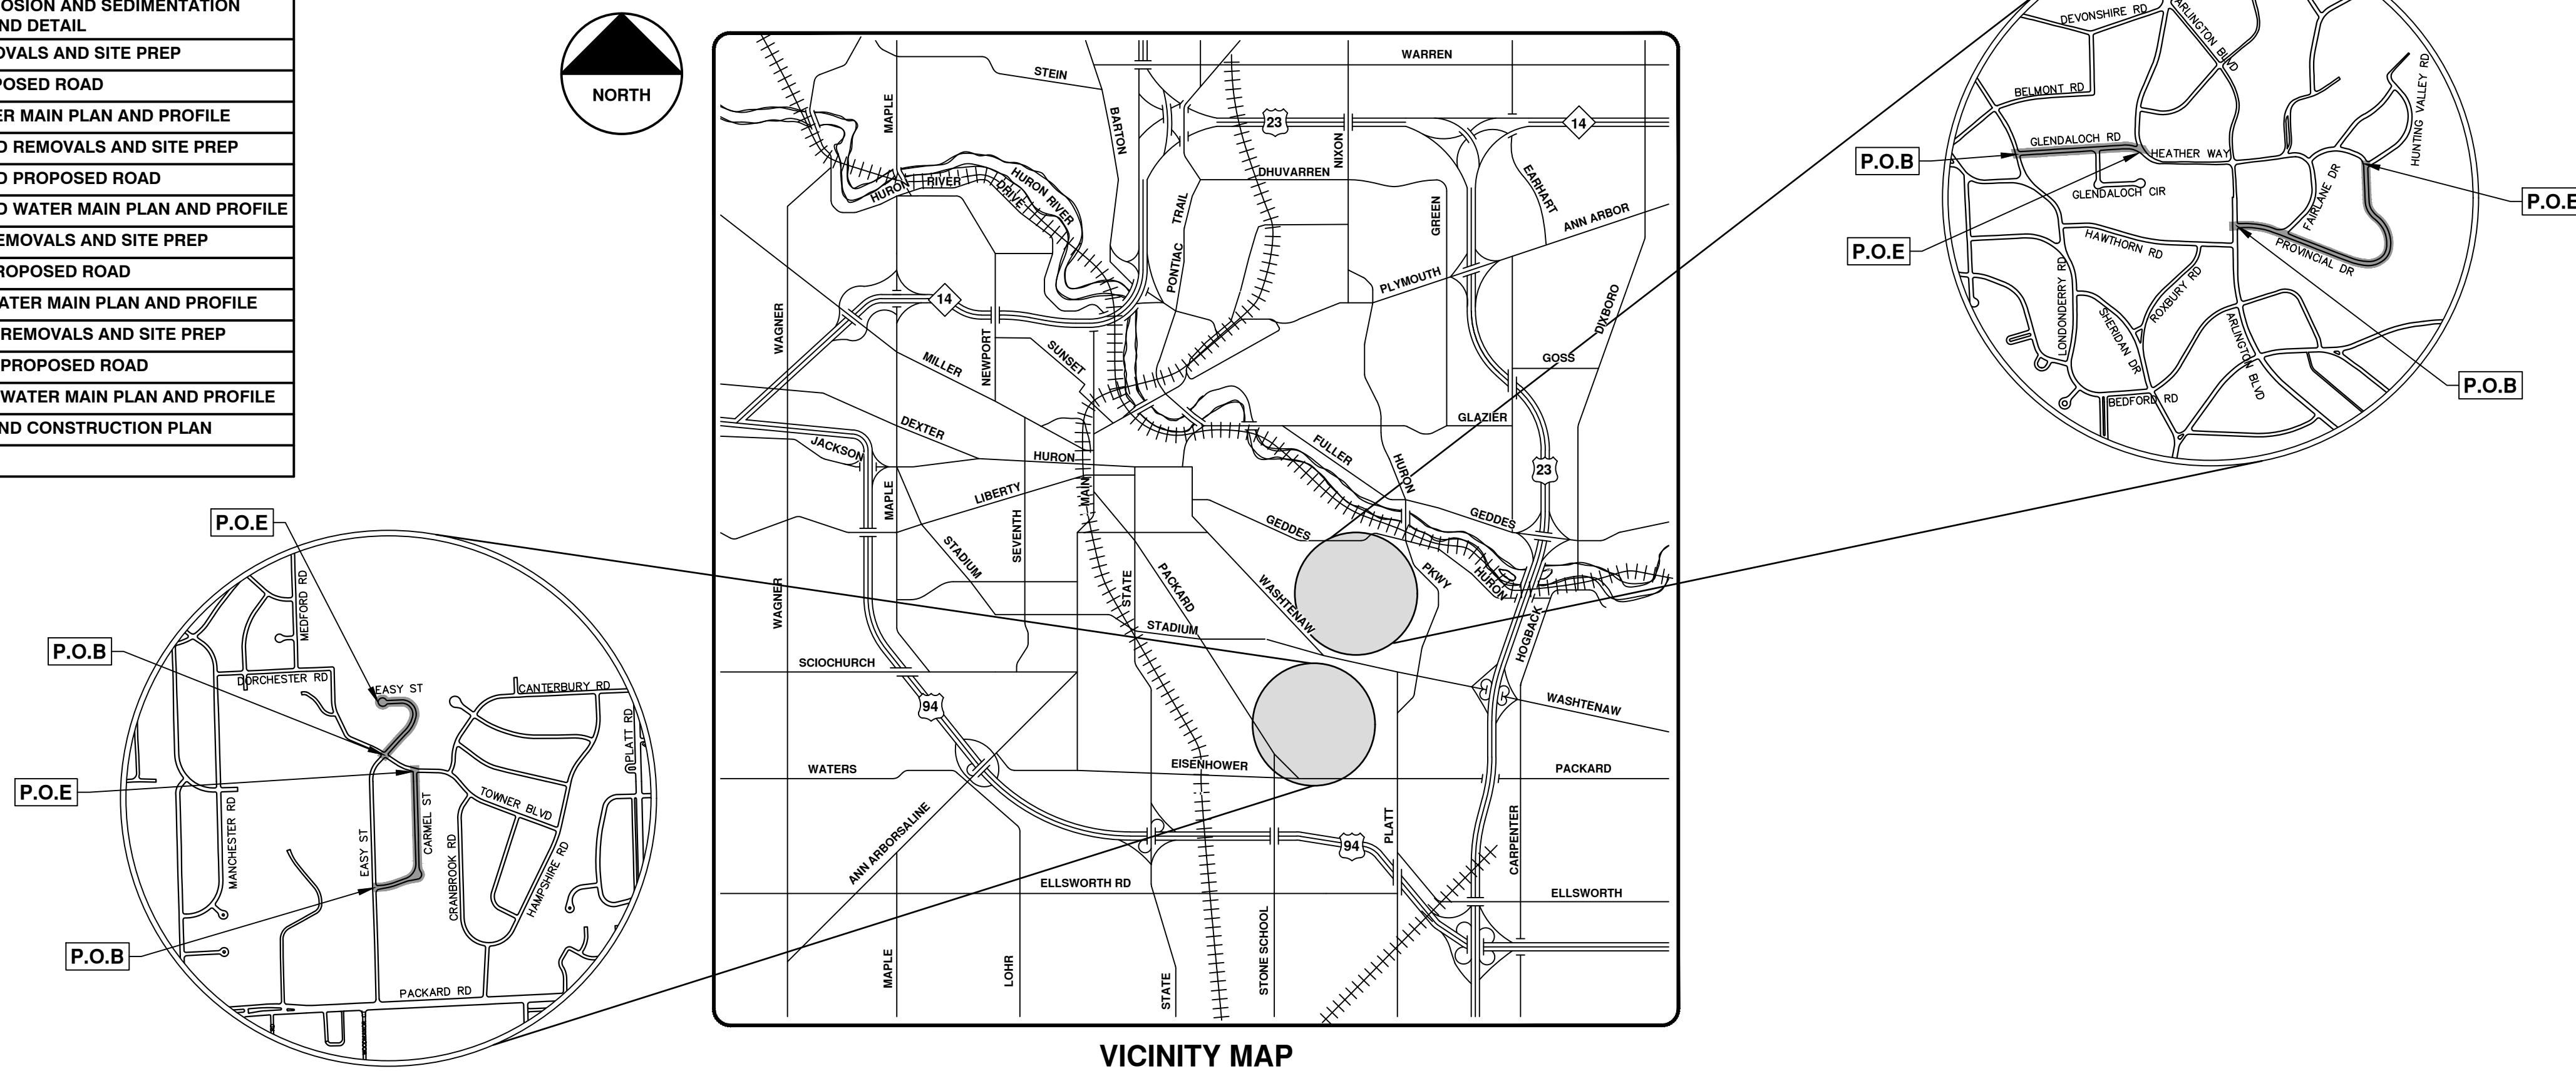 OSION AND SEDIMENTATION
ND DETAIL
OVALS AND SITE PREP
POSED ROAD
ER MAIN PLAN AND PROFILE
D REMOVALS AND SITE PREP
D PROPOSED ROAD
D WATER MAIN PLAN AND PROFILE
EMOVALS AND SITE PREP
ROPOSED ROAD
ATER MAIN PLAN AND PROFILE
REMOVALS AND SITE PREP
PROPOSED ROAD
WATER MAIN PLAN AND PROFILE
ND CONSTRUCTION PLAN
NORTH
P.O.E
P.O.B
P.O.E
P.O.B
MEDFORD RD
DORCHESTER RD
EASY ST
CANTERBURY RD
PLATT RD
MANCHESTER RD
EASY ST
CARMEL ST
CRANBROOK RD
TOWNER BLVD
HAMPSHIRE RD
PACKARD RD
WARREN
STEIN
MAPLE
BARTON
23
NIXON
14
DHUVARREN
EARHART
HURON RIVER
DRIVE
HURON RIVER
PONTIAC TRAIL
GREEN
ANN ARBOR
PLYMOUTH
WAGNER
14
NEWPORT
SUNSET
MILLER
DIXBORO
GOSS
GLAZIER
DEXTER
JACKSON
HURON
FULLER
HURON
23
MAPLE
LIBERTY
MAIN
SEVENTH
GEDDES
GEDDES
STADIUM
STATE
PACKARD
WASHTENAW
PKWY
HURON
WAGNER
STADIUM
HOGBACK
SCIOCHURCH
94
WASHTENAW
WATERS
EISENHOWER
PACKARD
ANN ARBORSALINE
94
PLATT
CARPENTER
ELLSWORTH RD
ELLSWORTH
MAPLE
LOHR
STATE
STONE SCHOOL
VICINITY MAP
DEVONSHIRE RD
ARLINGTON BLVD
BELMONT RD
HUNTING VALLEY RD
GLENDALOCH RD
HEATHER WAY
P.O.B
GLENDALOCH CIR
FAIRLANE DR
P.O.E
P.O.E
HAWTHORN RD
PROVINCIAL DR
LONDONDERRY RD
ROXBURY RD
SHERIDAN DR
ARLINGTON BLVD
P.O.B
BEDFORD RD